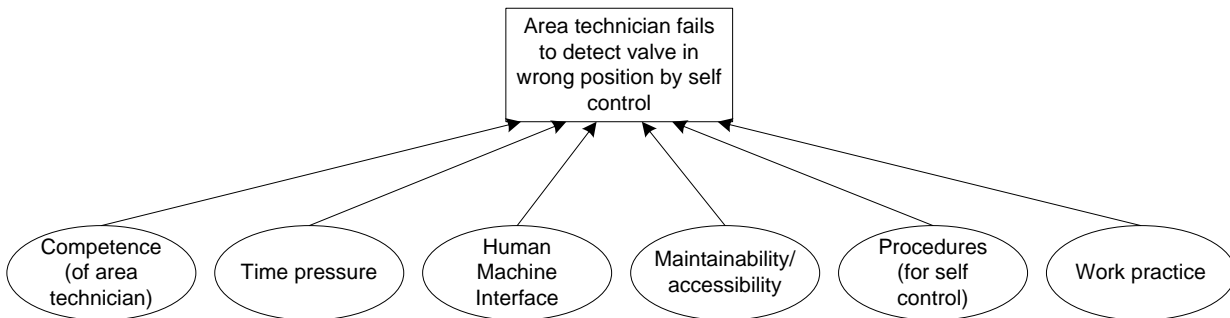 Area technician fails
to detect valve in
wrong position by self
control
Competence
(of area
technician)
Time pressure
Human
Machine
Interface
Maintainability/
accessibility
Procedures
(for self
control)
Work practice